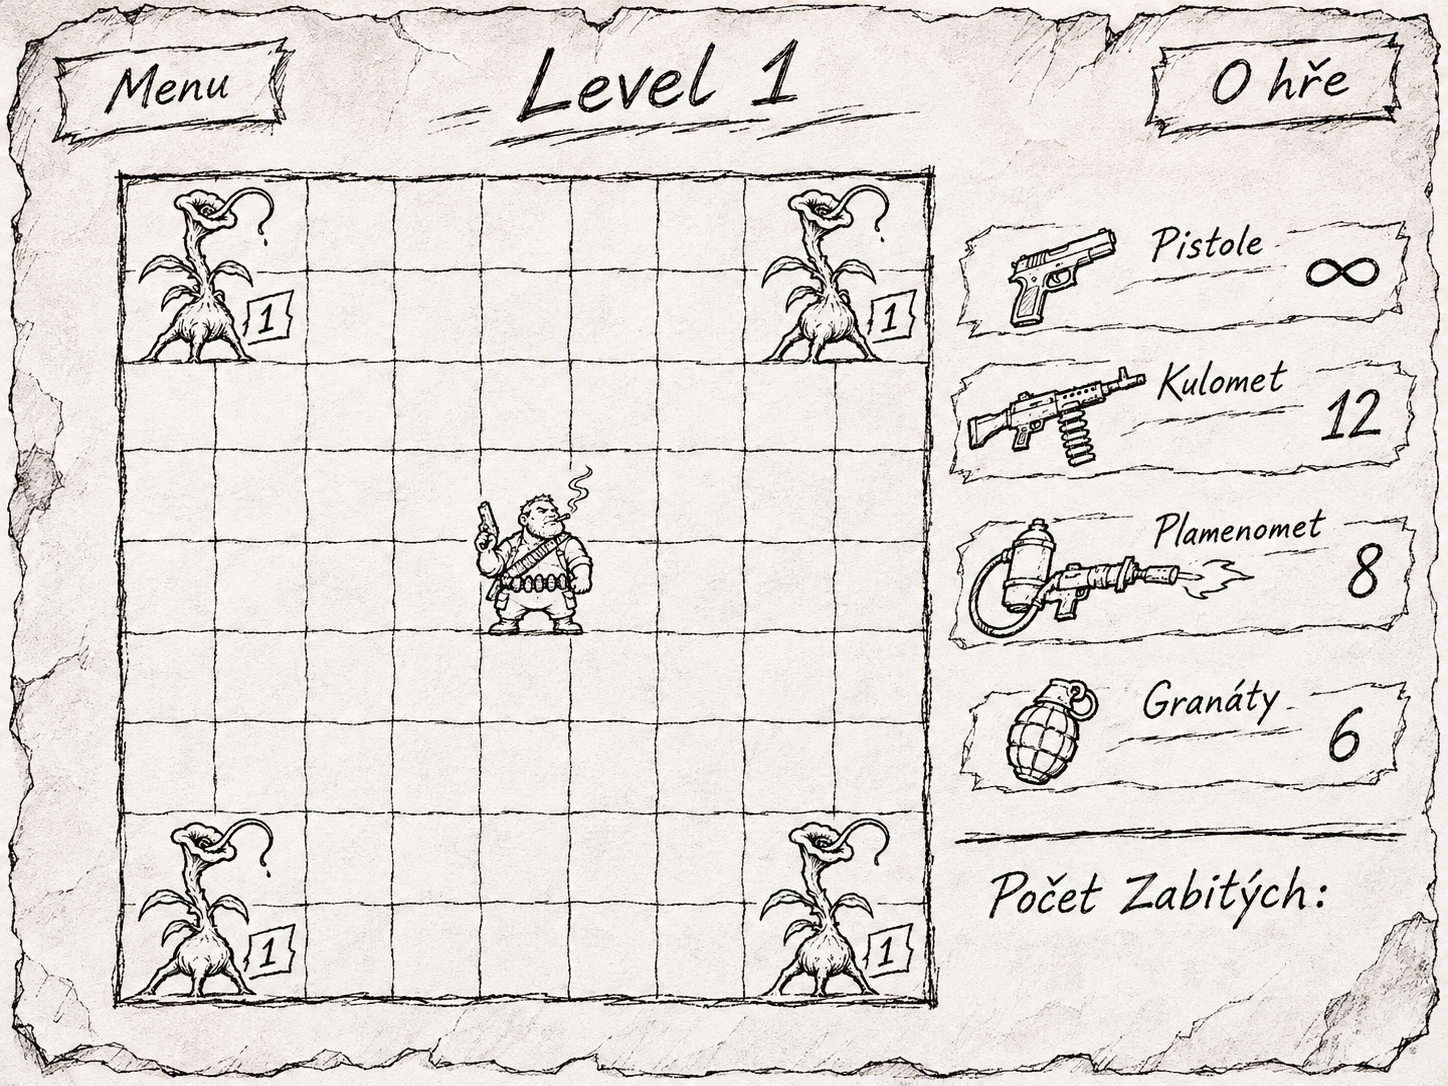 Menu
Level 1
O hře
Pistole
∞
1
1
Kulomet
12
Plamenomet
8
Granáty
6
Počet Zabitých:
1
1